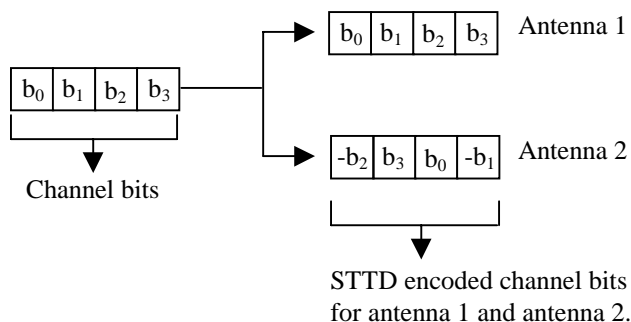 b₀ b₁ b₂ b₃ Antenna 1
b₀ b₁ b₂ b₃
-b₂ b₃ b₀ -b₁ Antenna 2
Channel bits
STTD encoded channel bits
for antenna 1 and antenna 2.